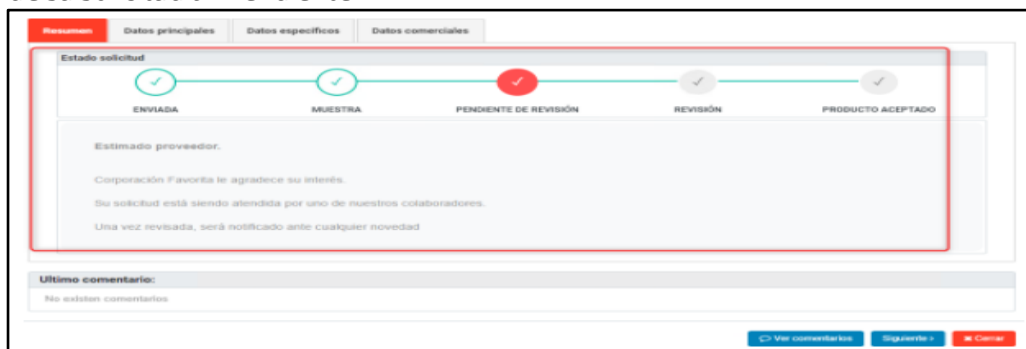 Resumen Datos principales Datos específicos Datos comerciales
Estado solicitud
ENVIADA MUESTRA PENDIENTE DE REVISIÓN REVISIÓN PRODUCTO ACEPTADO
Estimado proveedor.
Corporación Favorita le agradece su interés.
Su solicitud está siendo atendida por uno de nuestros colaboradores.
Una vez revisada, será notificado ante cualquier novedad
Ultimo comentario:
No existen comentarios
Ver comentarios Siguiente › Cerrar